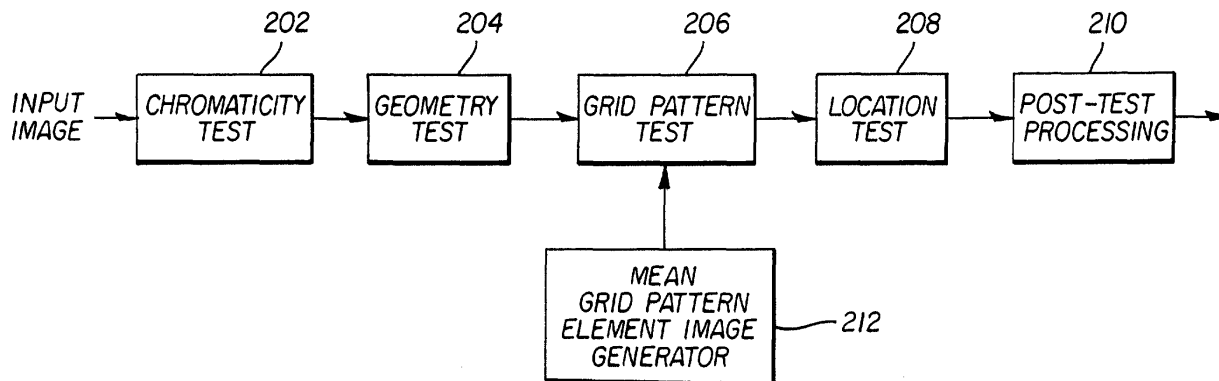 202
204
206
208
210
INPUT
IMAGE
CHROMATICITY
TEST
GEOMETRY
TEST
GRID PATTERN
TEST
LOCATION
TEST
POST-TEST
PROCESSING
MEAN
GRID PATTERN
ELEMENT IMAGE
GENERATOR
212